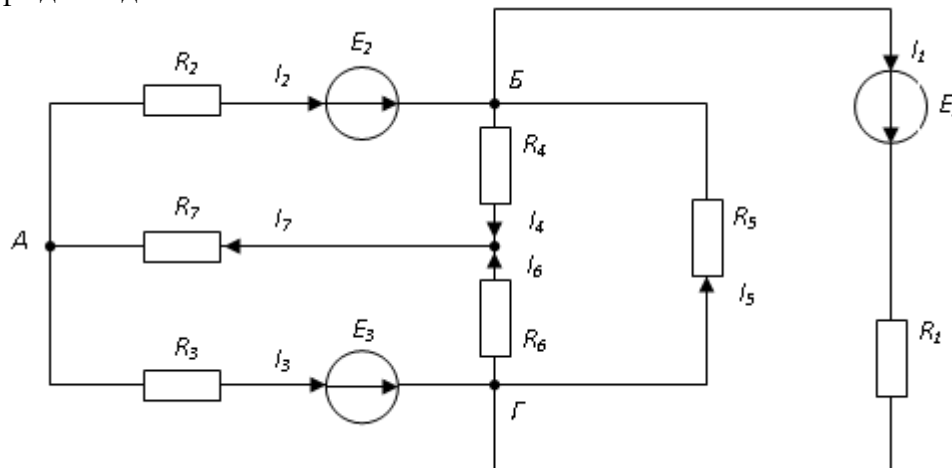 E₂
R₂ I₂ Б I₁
E
R₄
R₇ I₇ I₄ R₅
А
I₆
I₅
E₃ R₆ R₁
R₃ I₃
Г